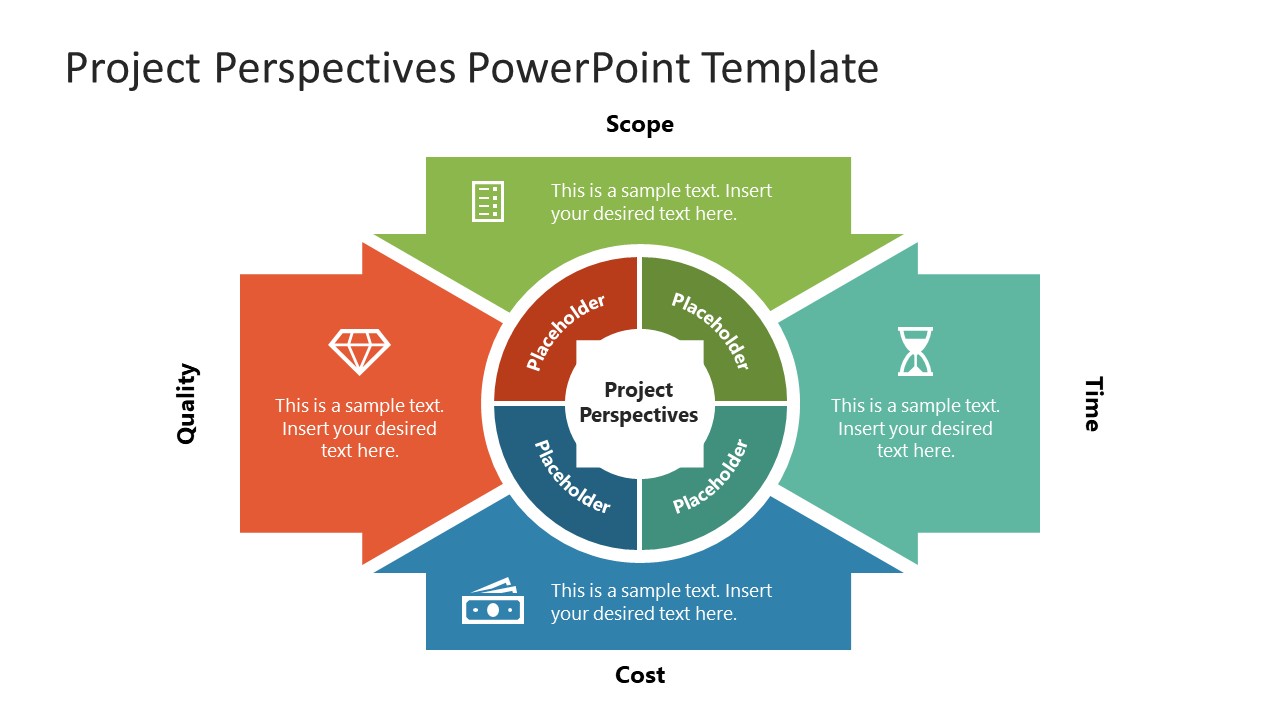 Project Perspectives PowerPoint Template
Scope
This is a sample text. Insert
your desired text here.
Quality
This is a sample text.
Insert your desired
text here.
Placeholder
Placeholder
Project
Perspectives
Placeholder
Placeholder
This is a sample text.
Insert your desired
text here.
Time
This is a sample text. Insert
your desired text here.
Cost